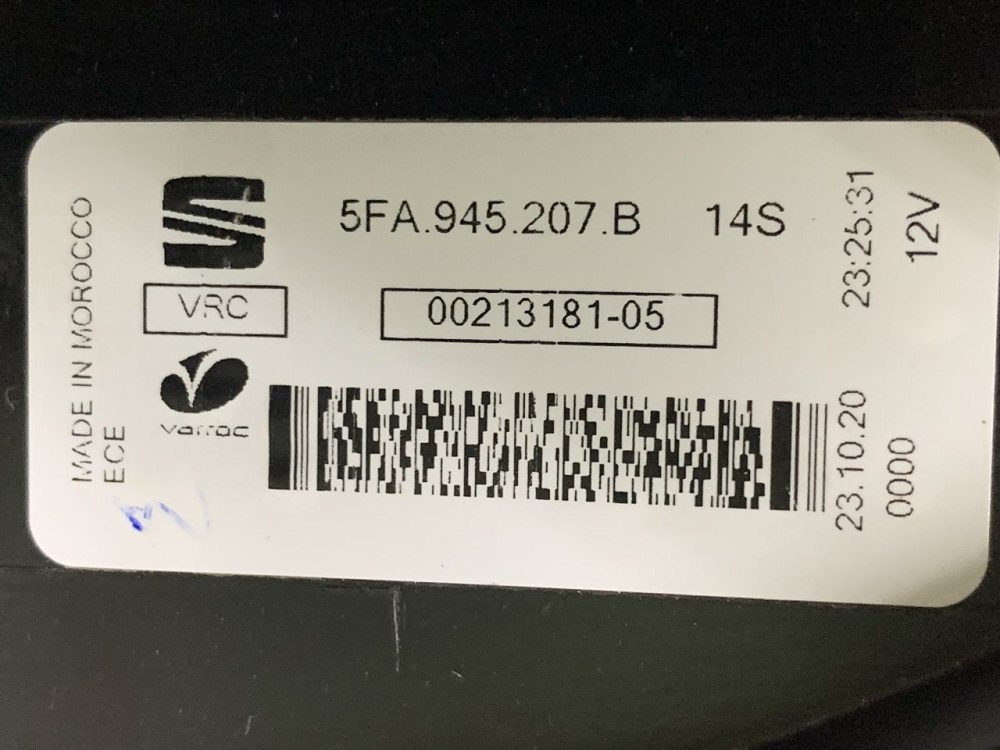 MADE IN MOROCCO
ECE
5FA.945.207.B 14S
VRC
00213181-05
varroc
23:25:31
12V
23.10.20
0000